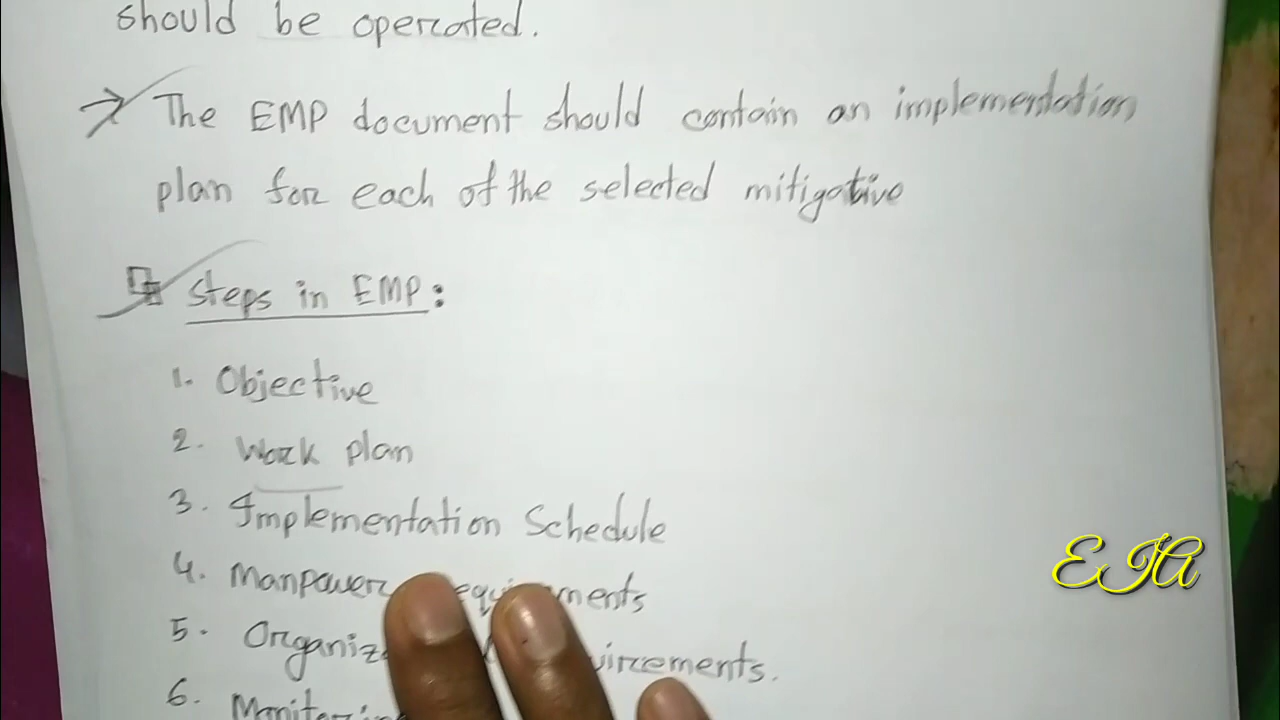 should be operated.
→ The EMP document should contain an implementation
plan for each of the selected mitigative
Steps in EMP:
1. Objective
2. Work plan
3. Implementation Schedule
4. Manpower requirements
5.
6.
EIA